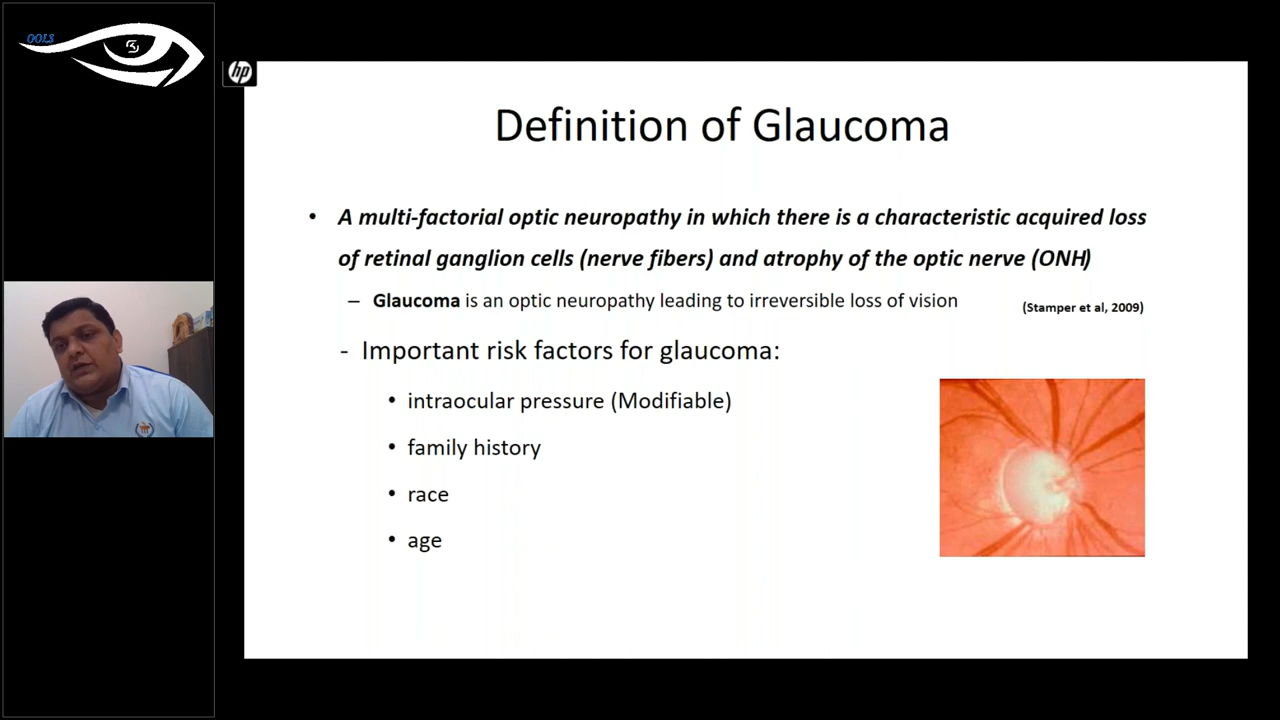 OOLS
hp
Definition of Glaucoma
• A multi-factorial optic neuropathy in which there is a characteristic acquired loss
of retinal ganglion cells (nerve fibers) and atrophy of the optic nerve (ONH)
– Glaucoma is an optic neuropathy leading to irreversible loss of vision
(Stamper et al, 2009)
- Important risk factors for glaucoma:
• intraocular pressure (Modifiable)
• family history
• race
• age